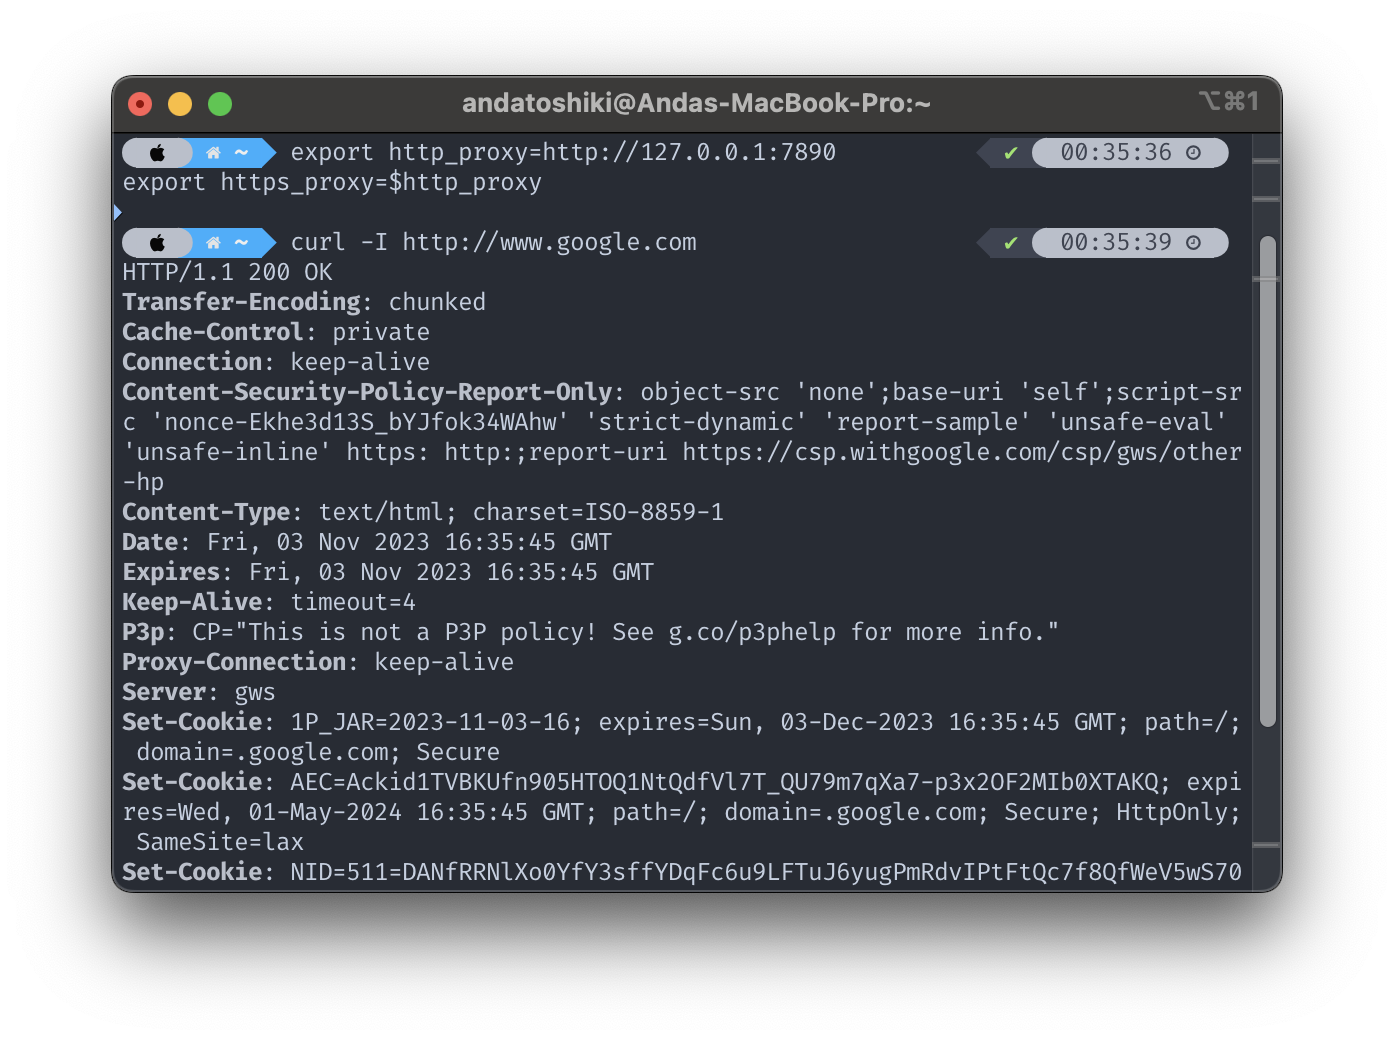 andatoshiki@Andas-MacBook-Pro:~
⌥⌘1
~ export http_proxy=http://127.0.0.1:7890 ✔ 00:35:36
export https_proxy=$http_proxy
~ curl -I http://www.google.com ✔ 00:35:39
HTTP/1.1 200 OK
Transfer-Encoding: chunked
Cache-Control: private
Connection: keep-alive
Content-Security-Policy-Report-Only: object-src 'none';base-uri 'self';script-sr
c 'nonce-Ekhe3d13S_bYJfok34WAhw' 'strict-dynamic' 'report-sample' 'unsafe-eval'
'unsafe-inline' https: http:;report-uri https://csp.withgoogle.com/csp/gws/other
-hp
Content-Type: text/html; charset=ISO-8859-1
Date: Fri, 03 Nov 2023 16:35:45 GMT
Expires: Fri, 03 Nov 2023 16:35:45 GMT
Keep-Alive: timeout=4
P3p: CP="This is not a P3P policy! See g.co/p3phelp for more info."
Proxy-Connection: keep-alive
Server: gws
Set-Cookie: 1P_JAR=2023-11-03-16; expires=Sun, 03-Dec-2023 16:35:45 GMT; path=/;
domain=.google.com; Secure
Set-Cookie: AEC=Ackid1TVBKUfn905HTOQ1NtQdfVl7T_QU79m7qXa7-p3x2OF2MIb0XTAKQ; expi
res=Wed, 01-May-2024 16:35:45 GMT; path=/; domain=.google.com; Secure; HttpOnly;
SameSite=lax
Set-Cookie: NID=511=DANfRRNlXo0YfY3sffYDqFc6u9LFTuJ6yugPmRdvIPtFtQc7f8QfWeV5wS70